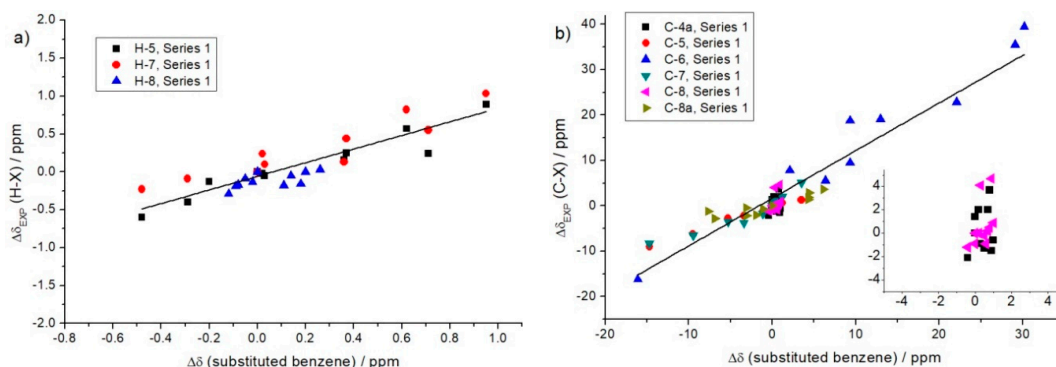 a)
2.0
1.5
1.0
0.5
0.0
-0.5
-1.0
-1.5
-2.0
ΔδEXP (H-X) / ppm
H-5, Series 1
H-7, Series 1
H-8, Series 1
-0.8 -0.6 -0.4 -0.2 0.0 0.2 0.4 0.6 0.8 1.0
Δδ (substituted benzene) / ppm
b)
40
30
20
10
0
-10
-20
ΔδEXP (C-X) / ppm
C-4a, Series 1
C-5, Series 1
C-6, Series 1
C-7, Series 1
C-8, Series 1
C-8a, Series 1
4
2
0
-2
-4
-4 -2 0 2 4
-20 -10 0 10 20 30
Δδ (substituted benzene) / ppm